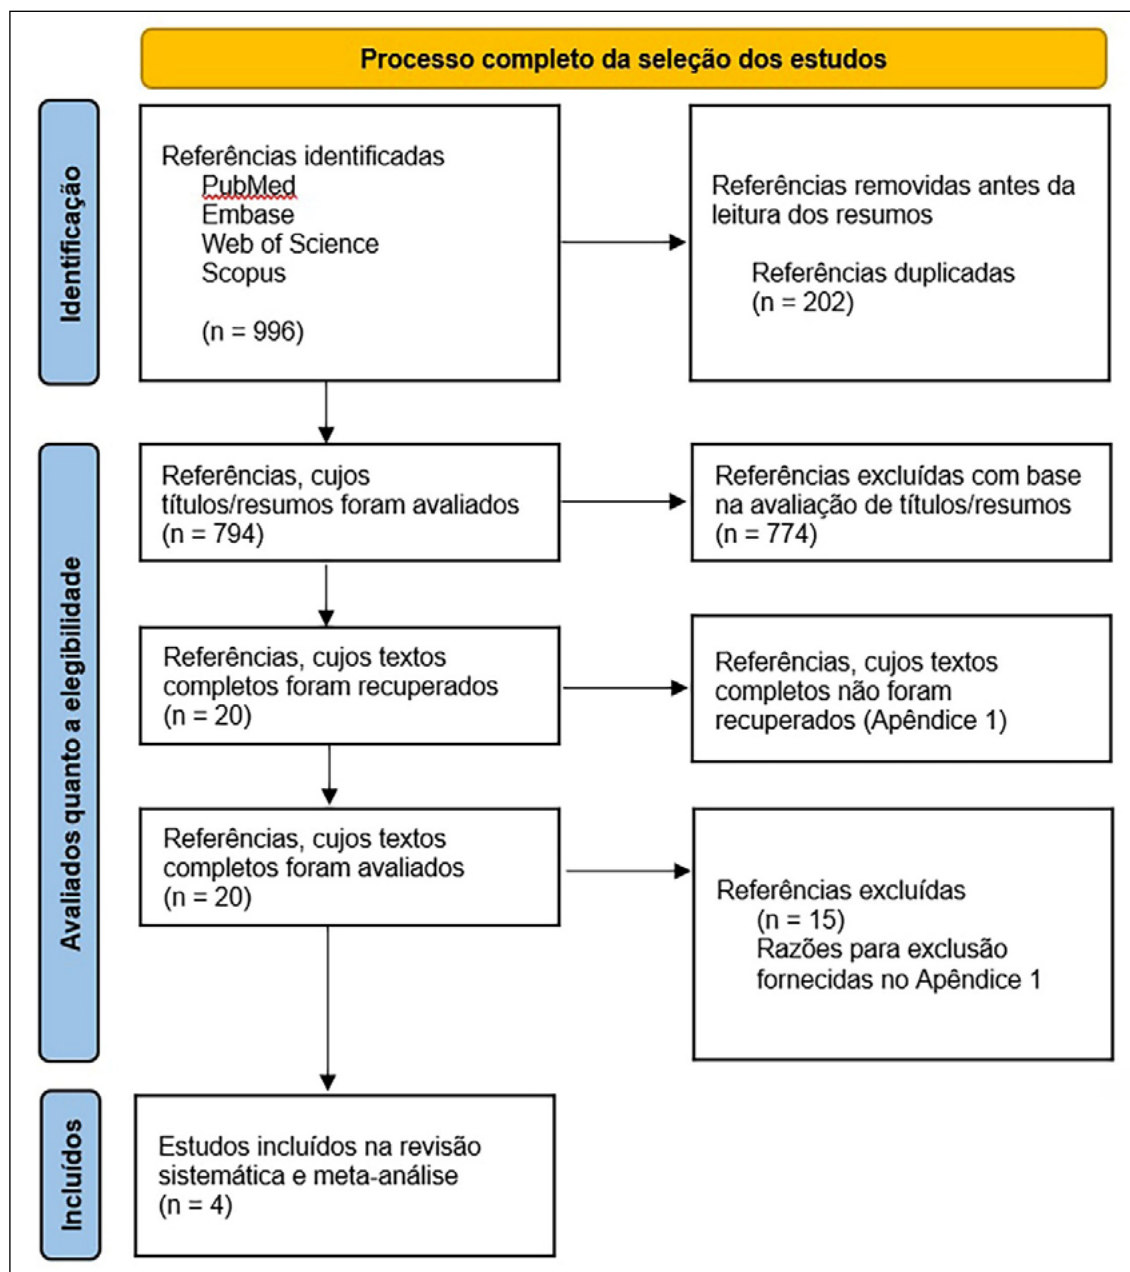 Processo completo da seleção dos estudos
Identificação
Referências identificadas
PubMed
Embase
Web of Science
Scopus
(n = 996)
Referências removidas antes da
leitura dos resumos
Referências duplicadas
(n = 202)
Avaliados quanto a elegibilidade
Referências, cujos
títulos/resumos foram avaliados
(n = 794)
Referências excluídas com base
na avaliação de títulos/resumos
(n = 774)
Referências, cujos textos
completos foram recuperados
(n = 20)
Referências, cujos textos
completos não foram
recuperados (Apêndice 1)
Referências, cujos textos
completos foram avaliados
(n = 20)
Referências excluídas
(n = 15)
Razões para exclusão
fornecidas no Apêndice 1
Incluídos
Estudos incluídos na revisão
sistemática e meta-análise
(n = 4)